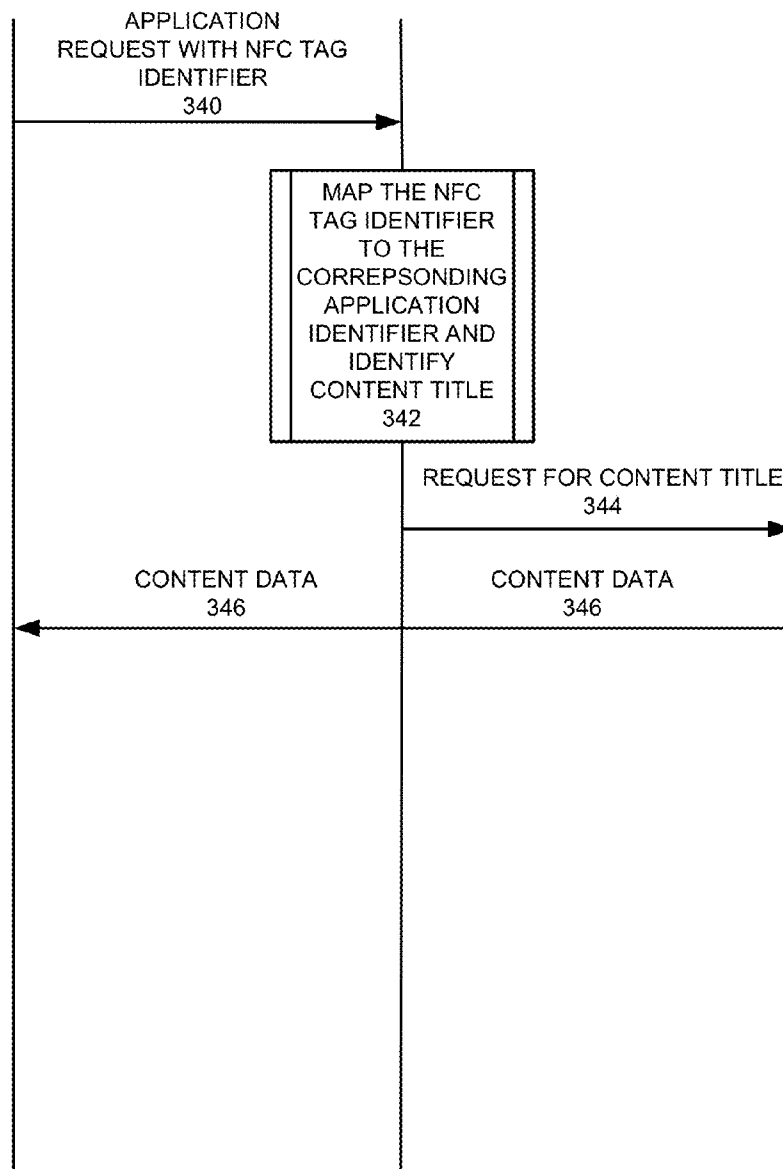 APPLICATION
REQUEST WITH NFC TAG
IDENTIFIER
340
MAP THE NFC
TAG IDENTIFIER
TO THE
CORREPSONDING
APPLICATION
IDENTIFIER AND
IDENTIFY
CONTENT TITLE
342
REQUEST FOR CONTENT TITLE
344
CONTENT DATA
346
CONTENT DATA
346